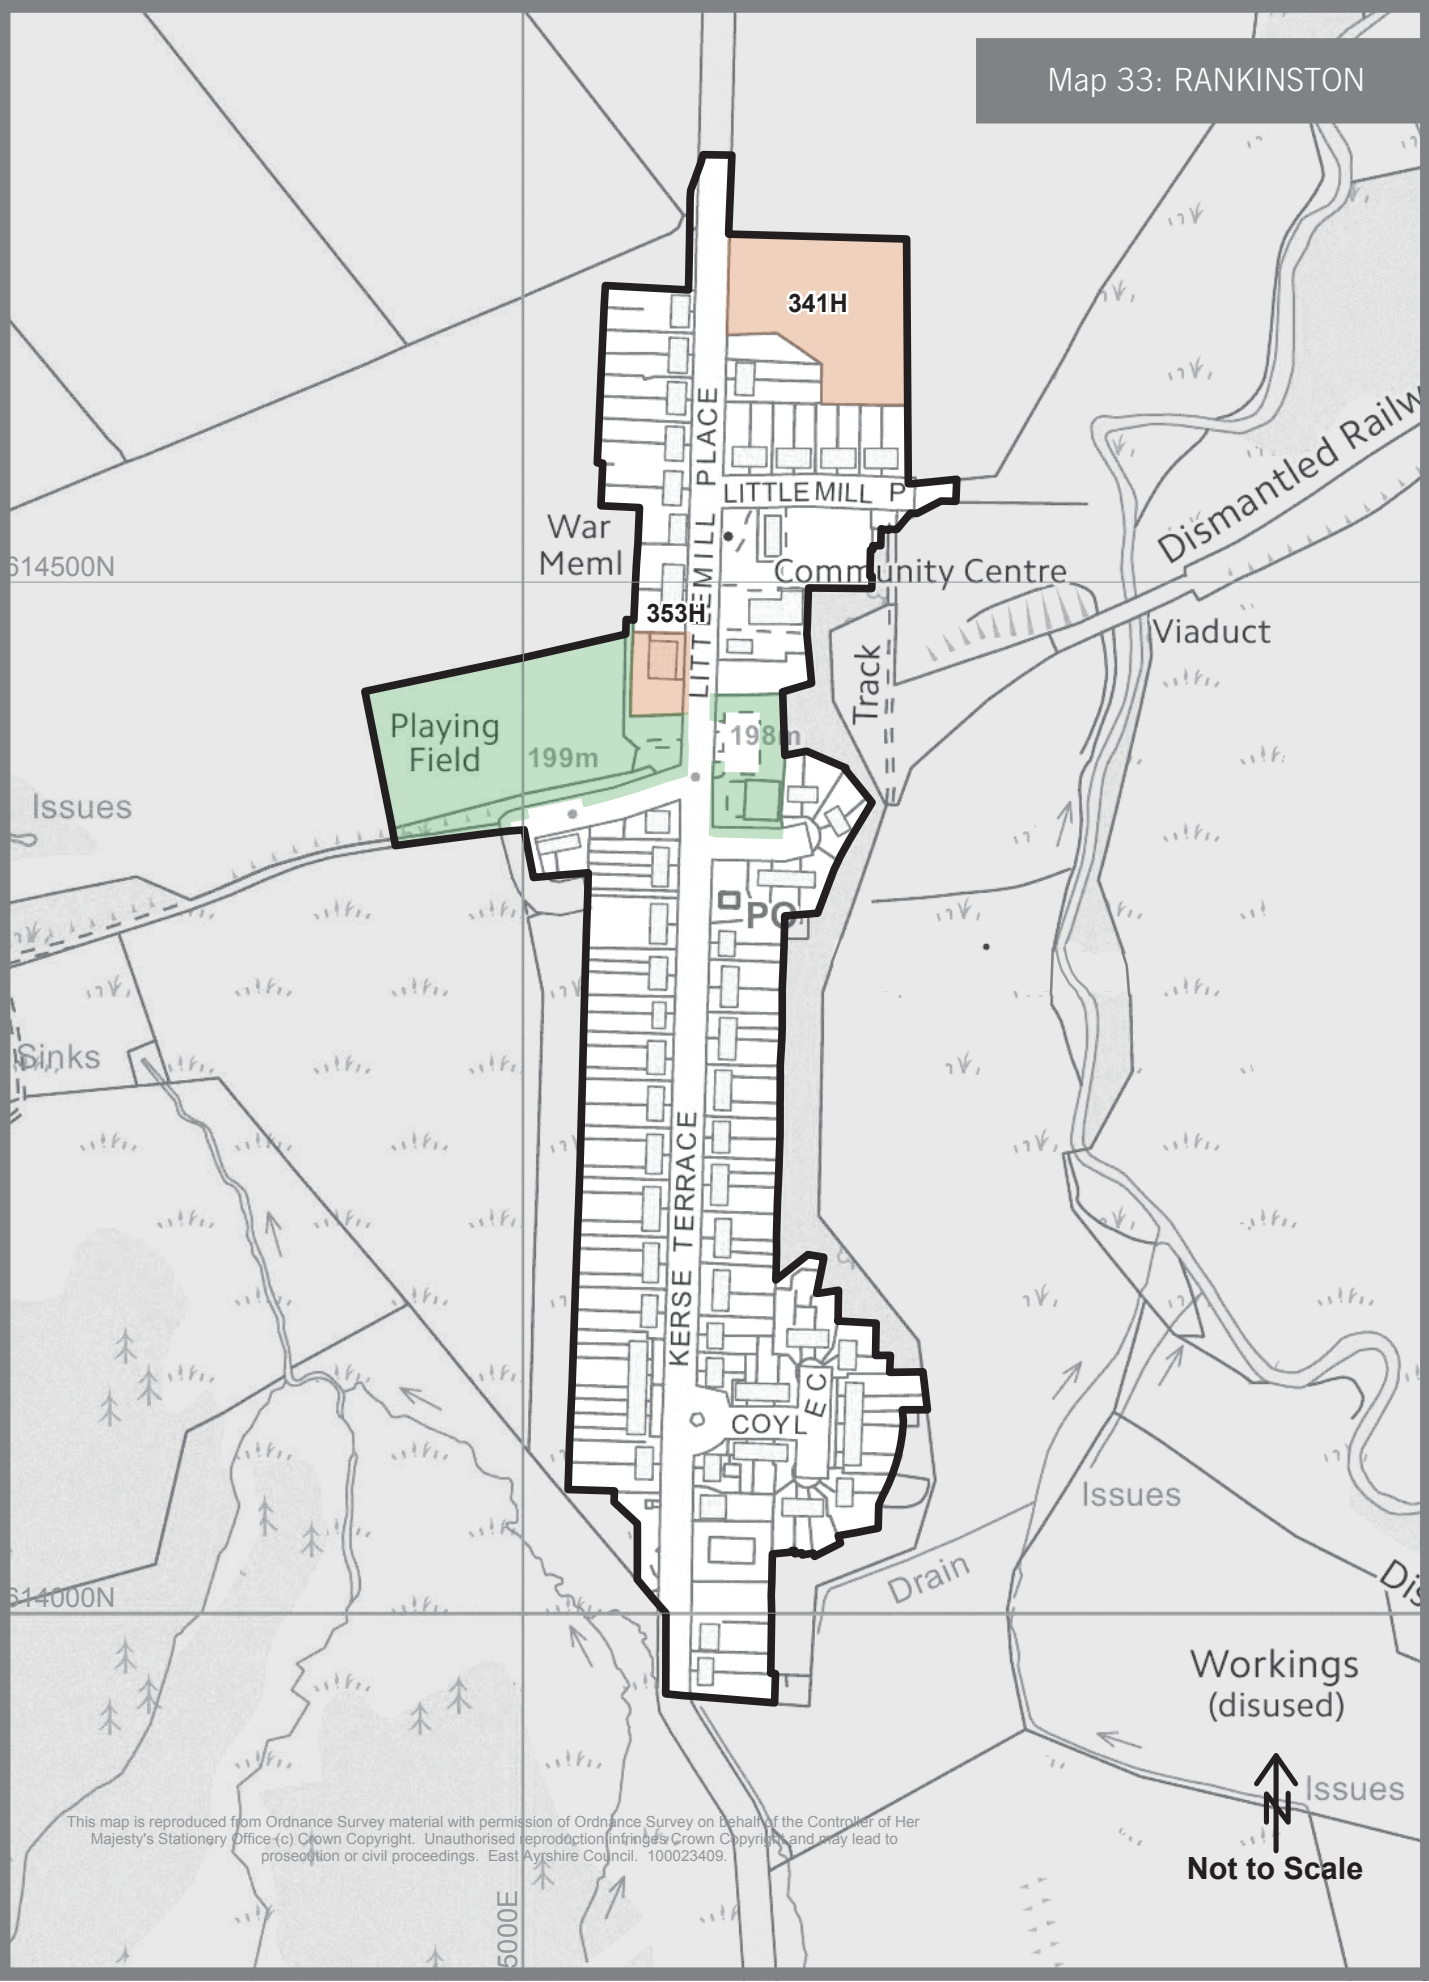 Map 33: RANKINSTON
341H
LITTLEMILL PLACE
LITTLEMILL P
War
Meml
614500N
Community Centre
Dismantled Railw
353H
Viaduct
Track
Playing
Field
199m
198m
Issues
PO
Sinks
KERSE TERRACE
COYL
EC
Issues
Drain
Dis
614000N
Workings
(disused)
Issues
N
Not to Scale
This map is reproduced from Ordnance Survey material with permission of Ordnance Survey on behalf of the Controller of Her
Majesty's Stationery Office (c) Crown Copyright. Unauthorised reproduction infringes Crown Copyright and may lead to
prosecution or civil proceedings. East Ayrshire Council. 100023409.
5000E